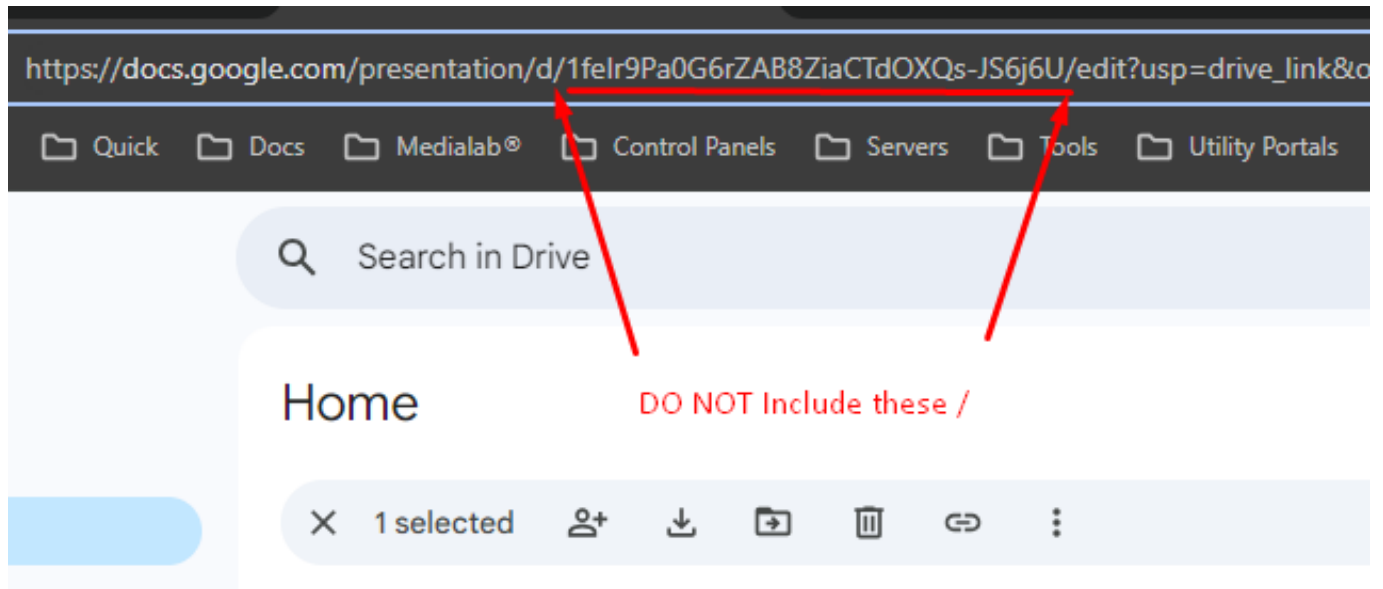 https://docs.google.com/presentation/d/1felr9Pa0G6rZAB8ZiaCTdOXQs-JS6j6U/edit?usp=drive_link&o
Quick Docs Medialab® Control Panels Servers Tools Utility Portals
Search in Drive
Home
DO NOT Include these /
1 selected